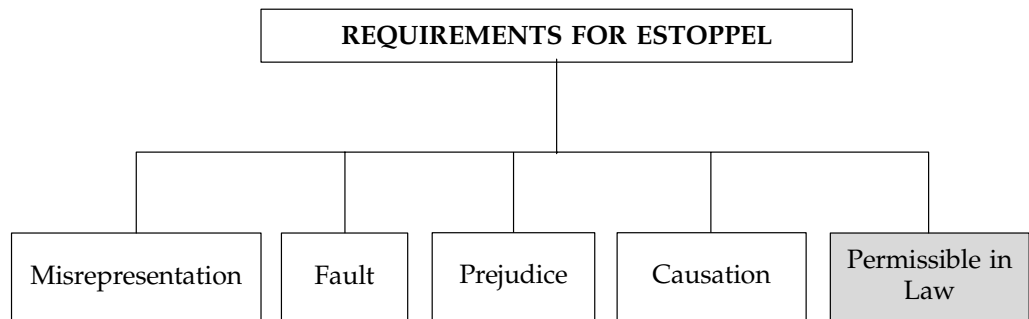 REQUIREMENTS FOR ESTOPPEL
Misrepresentation
Fault
Prejudice
Causation
Permissible in
Law